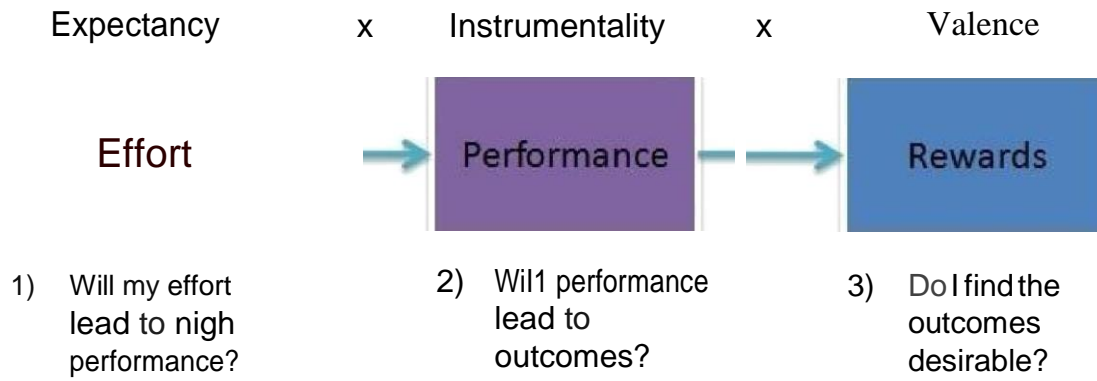 Expectancy x Instrumentality x Valence
Effort Performance Rewards
1) Will my effort
lead to nigh
performance?
2) Wil1 performance
lead to
outcomes?
3) Do I find the
outcomes
desirable?